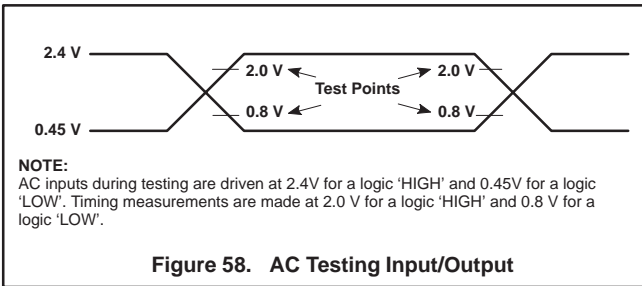 2.4 V
2.0 V
2.0 V
Test Points
0.8 V
0.8 V
0.45 V
NOTE:
AC inputs during testing are driven at 2.4V for a logic ‘HIGH’ and 0.45V for a logic
‘LOW’. Timing measurements are made at 2.0 V for a logic ‘HIGH’ and 0.8 V for a
logic ‘LOW’.
Figure 58. AC Testing Input/Output